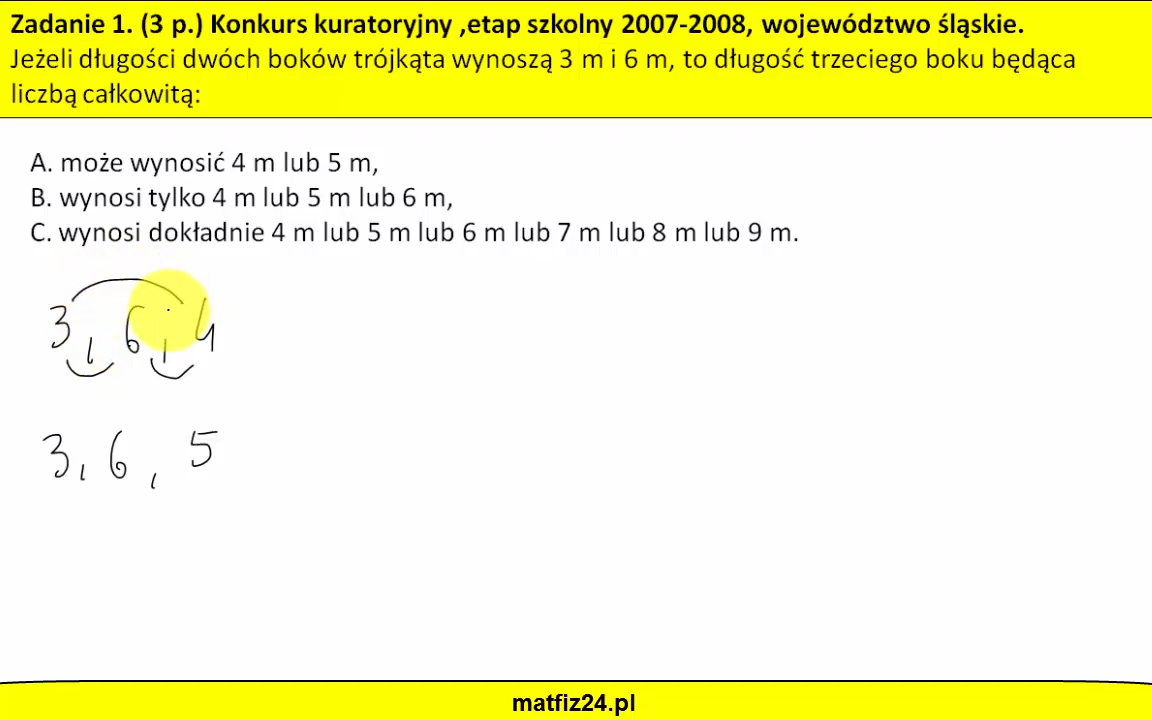 Zadanie 1. (3 p.) Konkurs kuratoryjny ,etap szkolny 2007-2008, województwo śląskie.
Jeżeli długości dwóch boków trójkąta wynoszą 3 m i 6 m, to długość trzeciego boku będąca
liczbą całkowitą:
A. może wynosić 4 m lub 5 m,
B. wynosi tylko 4 m lub 5 m lub 6 m,
C. wynosi dokładnie 4 m lub 5 m lub 6 m lub 7 m lub 8 m lub 9 m.
3, 6, 4
3, 6, 5
matfiz24.pl